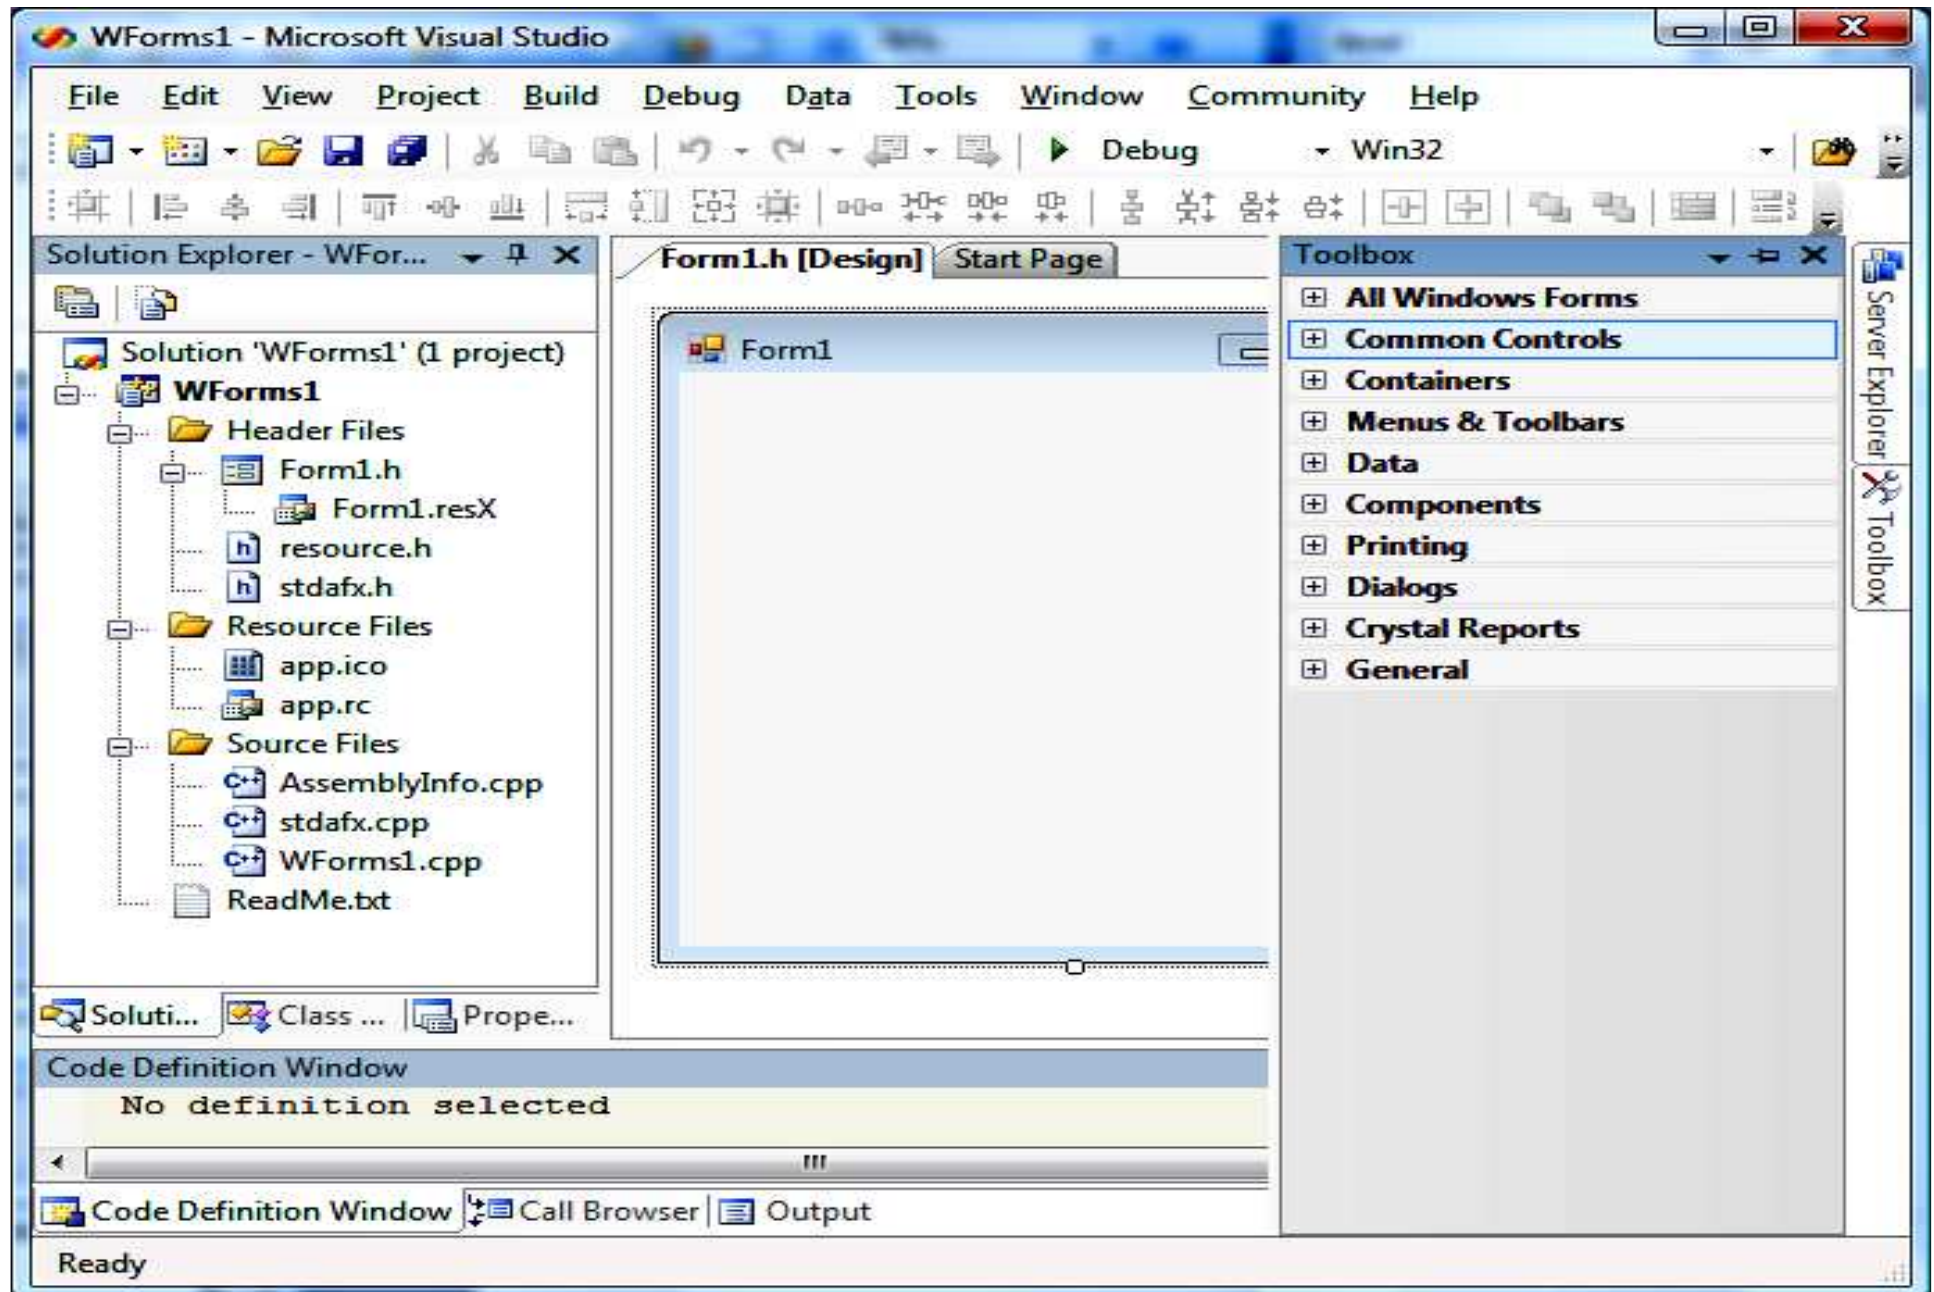 WForms1 - Microsoft Visual Studio
File Edit View Project Build Debug Data Tools Window Community Help
Debug Win32
Solution Explorer - WFor...
Solution 'WForms1' (1 project)
WForms1
Header Files
Form1.h
Form1.resX
resource.h
stdafx.h
Resource Files
app.ico
app.rc
Source Files
AssemblyInfo.cpp
stdafx.cpp
WForms1.cpp
ReadMe.txt
Soluti... Class ... Prope...
Form1.h [Design] Start Page
Form1
Toolbox
All Windows Forms
Common Controls
Containers
Menus & Toolbars
Data
Components
Printing
Dialogs
Crystal Reports
General
Server Explorer
Toolbox
Code Definition Window
No definition selected
Code Definition Window Call Browser Output
Ready